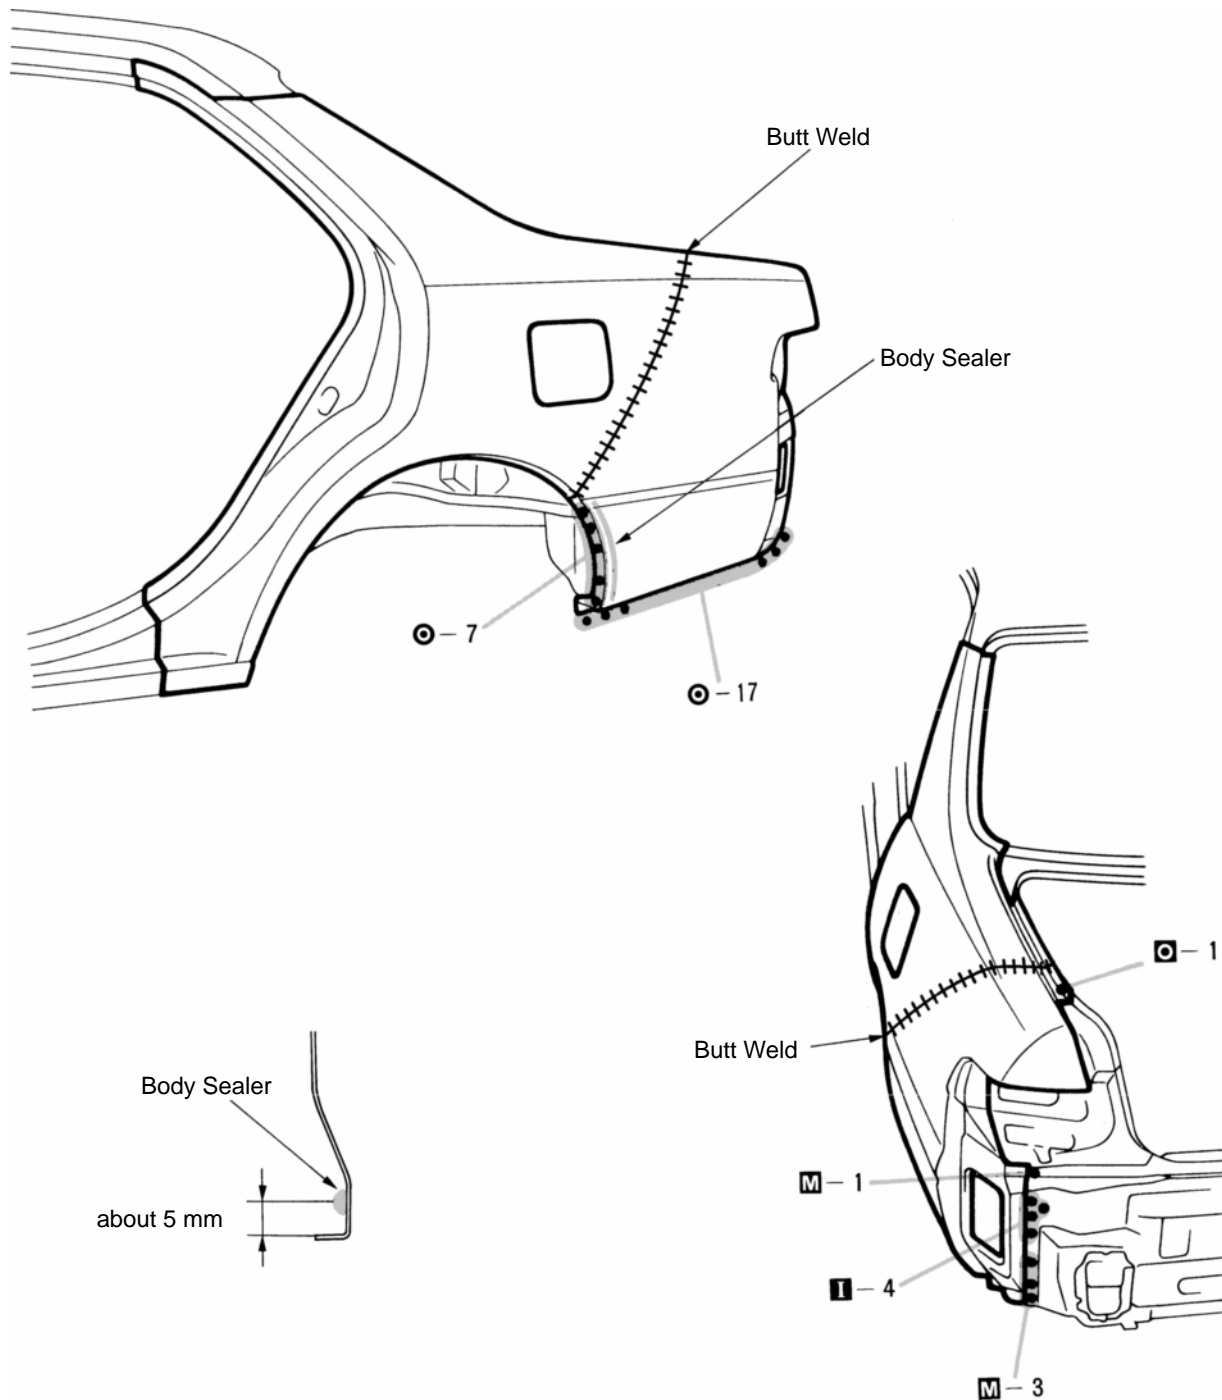 Butt Weld
Body Sealer
⊙ – 7
⊙ – 17
⊙ – 1
Butt Weld
Body Sealer
about 5 mm
M – 1
I – 4
M – 3